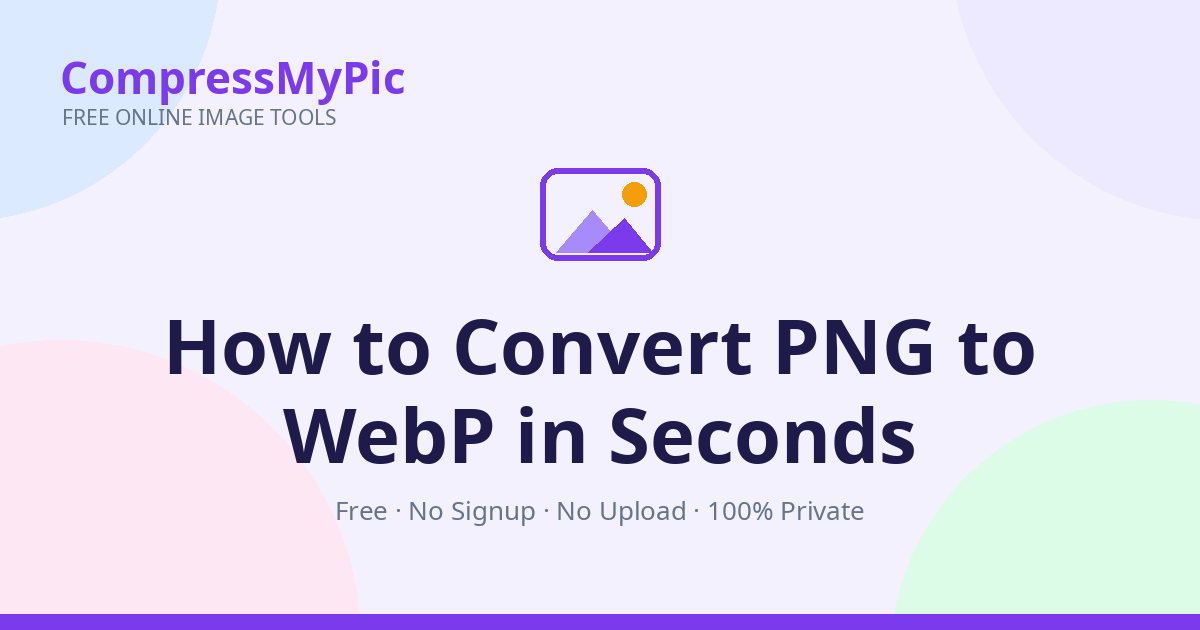 CompressMyPic
FREE ONLINE IMAGE TOOLS
How to Convert PNG to
WebP in Seconds
Free · No Signup · No Upload · 100% Private